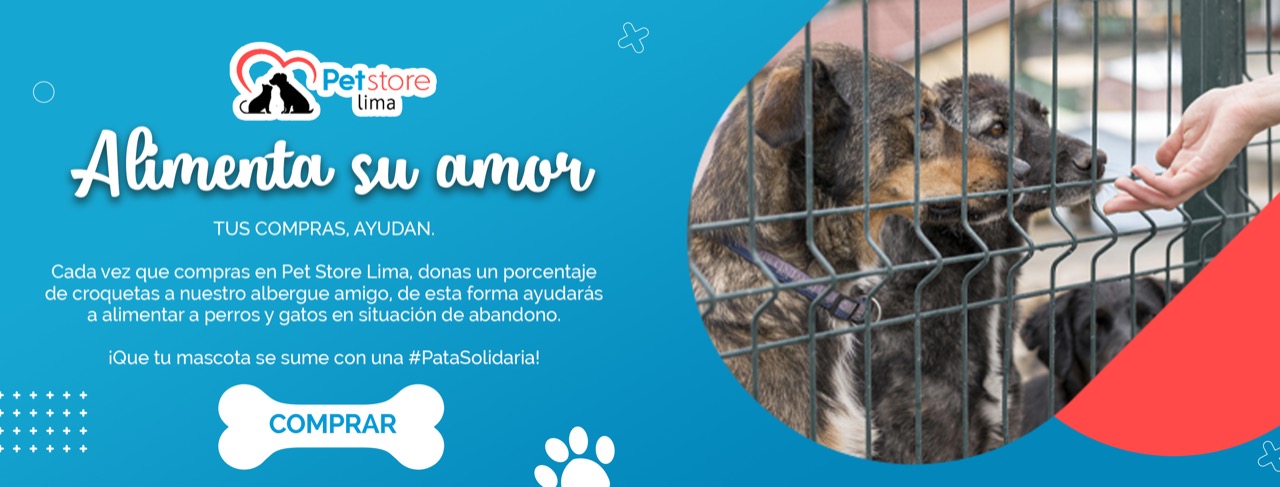 Pet store
lima
Alimenta su amor
TUS COMPRAS, AYUDAN.
Cada vez que compras en Pet Store Lima, donas un porcentaje
de croquetas a nuestro albergue amigo, de esta forma ayudarás
a alimentar a perros y gatos en situación de abandono.
¡Que tu mascota se sume con una #PataSolidaria!
COMPRAR